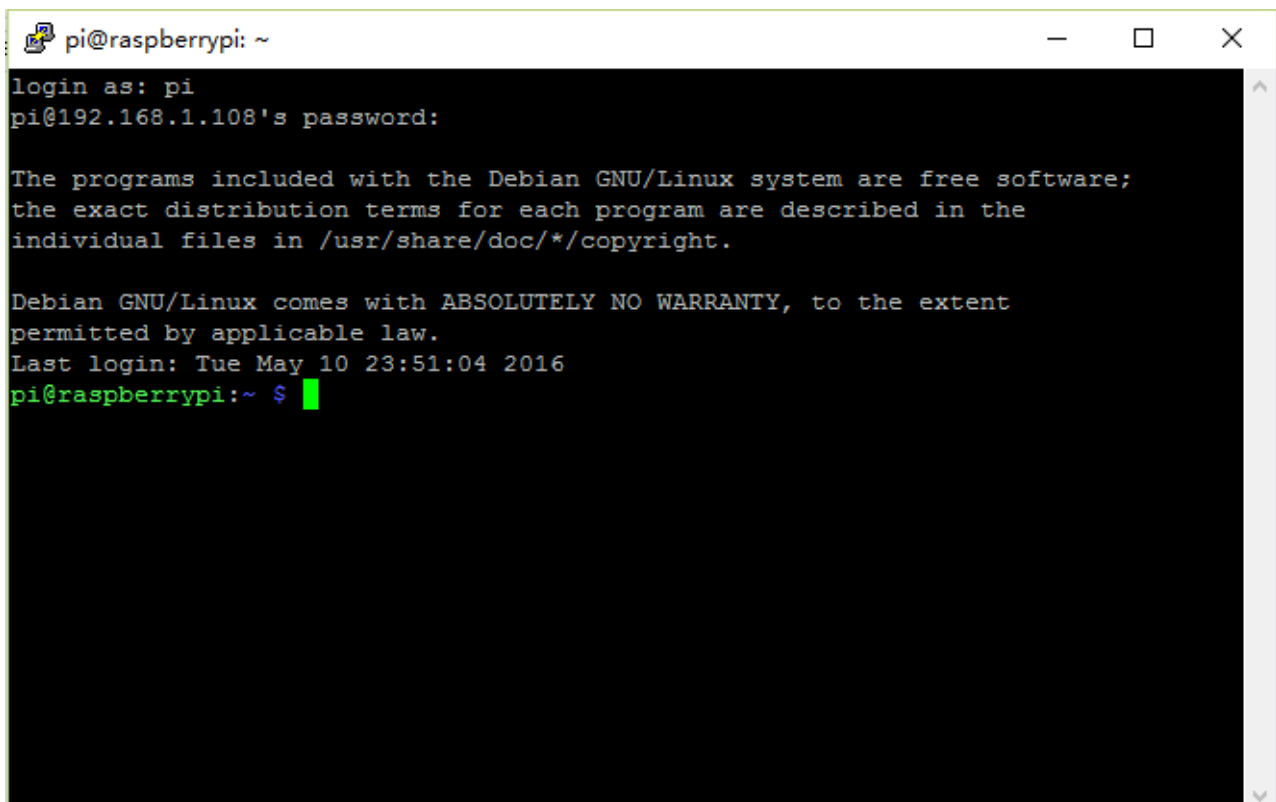 pi@raspberrypi: ~
login as: pi
pi@192.168.1.108's password:
The programs included with the Debian GNU/Linux system are free software;
the exact distribution terms for each program are described in the
individual files in /usr/share/doc/*/copyright.
Debian GNU/Linux comes with ABSOLUTELY NO WARRANTY, to the extent
permitted by applicable law.
Last login: Tue May 10 23:51:04 2016
pi@raspberrypi:~ $